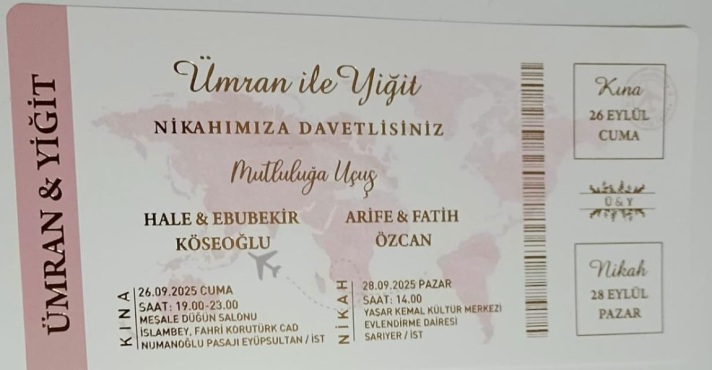 ÜMRAN & YİĞİT
Ümran ile Yiğit
NİKAHIMIZA DAVETLİSİNİZ
Mutluluğa Uçuş
HALE & EBUBEKİR
KÖSEOĞLU
ARİFE & FATİH
ÖZCAN
KINA
26.09.2025 CUMA
SAAT: 19.00-23.00
MEŞALE DÜĞÜN SALONU
İSLAMBEY, FAHRİ KORUTÜRK CAD
NUMANOĞLU PASAJI EYÜPSULTAN / İST
NİKAH
28.09.2025 PAZAR
SAAT: 14.00
YAŞAR KEMAL KÜLTÜR MERKEZİ
EVLENDİRME DAİRESİ
SARIYER / İST
Kına
26 EYLÜL
CUMA
Ü & Y
Nikah
28 EYLÜL
PAZAR